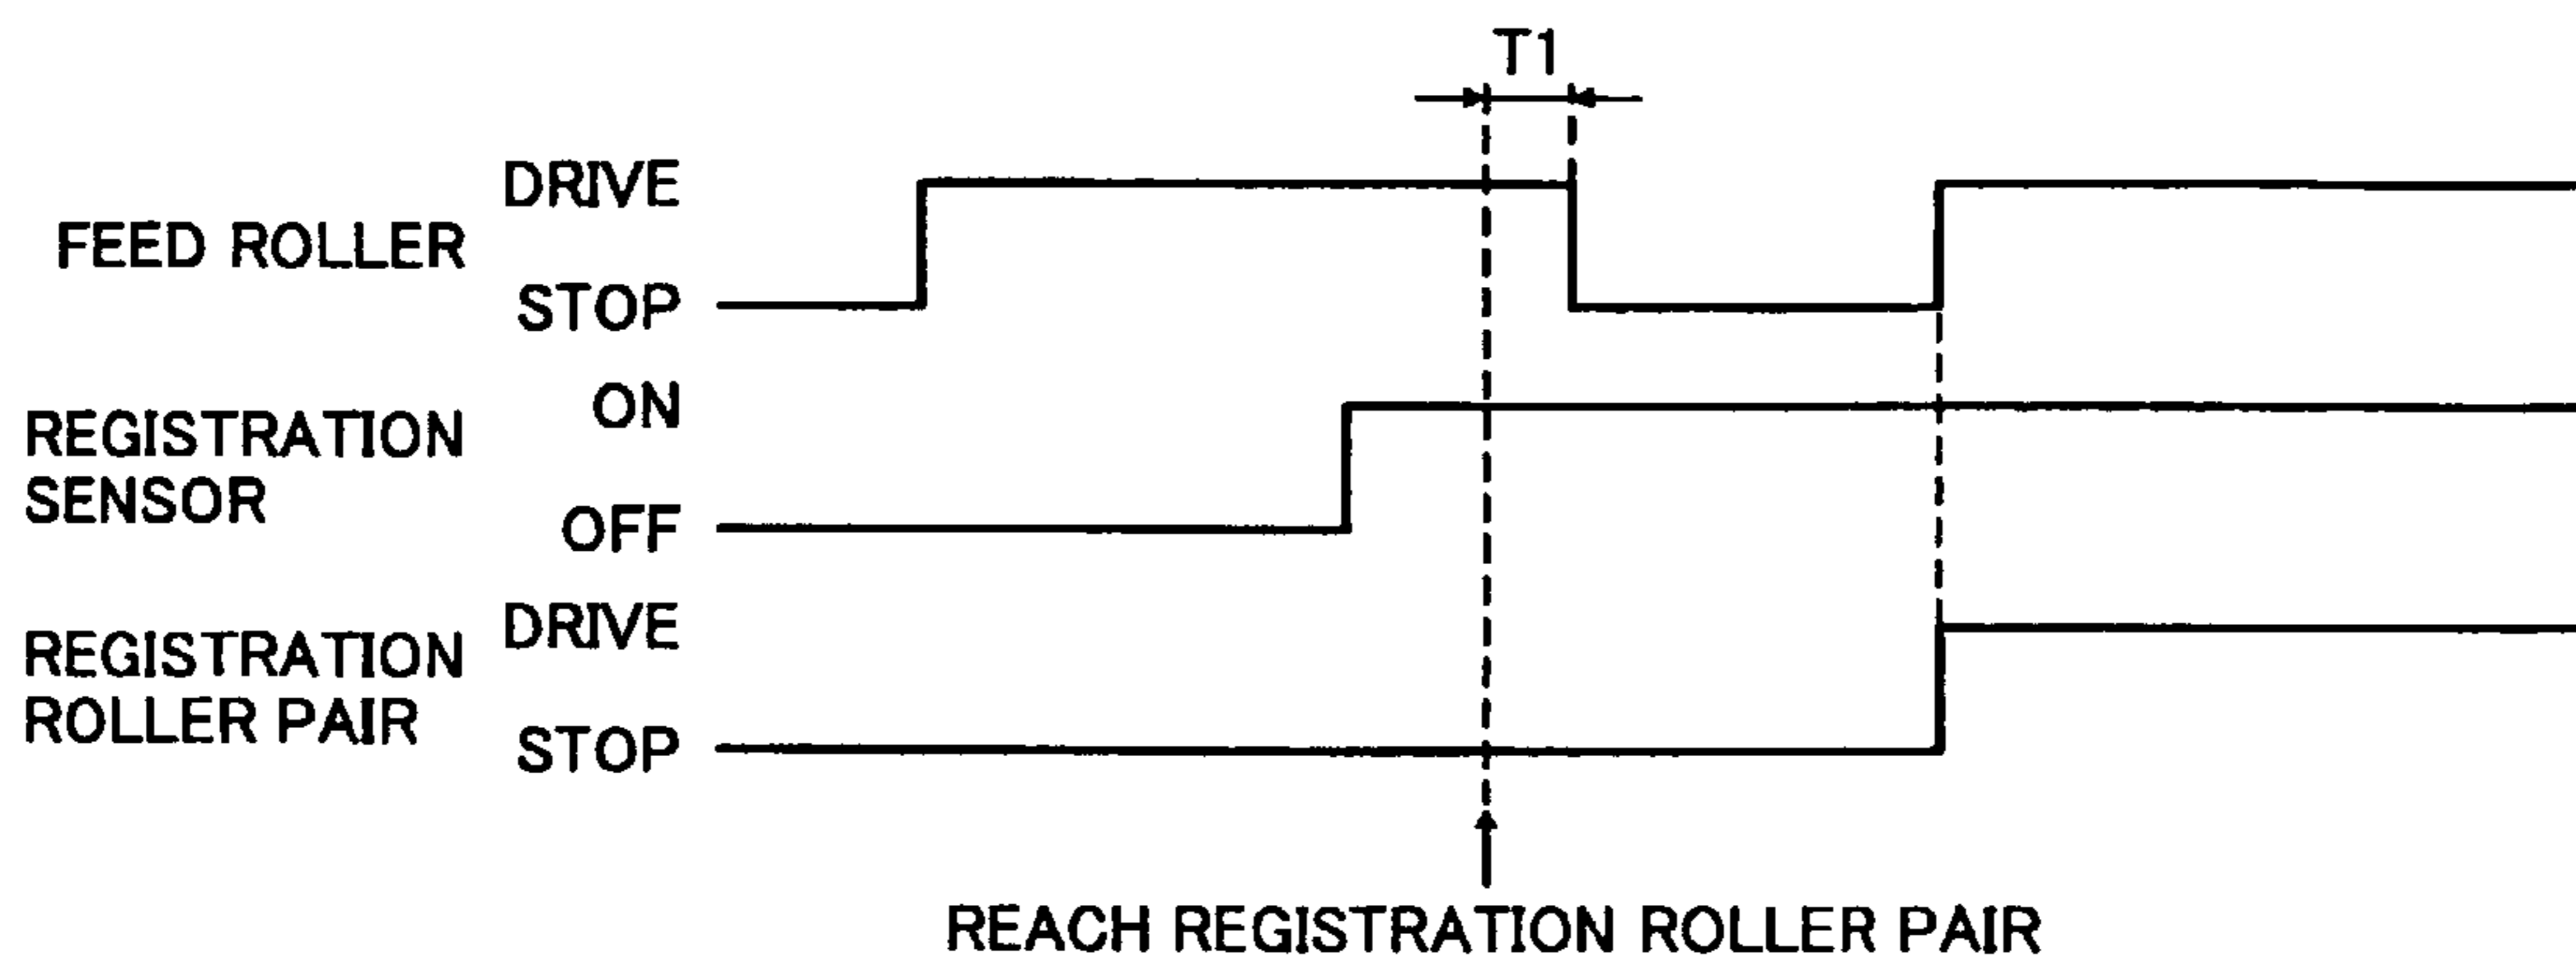 T1
DRIVE
FEED ROLLER
STOP
ON
REGISTRATION
SENSOR
OFF
DRIVE
REGISTRATION
ROLLER PAIR
STOP
REACH REGISTRATION ROLLER PAIR